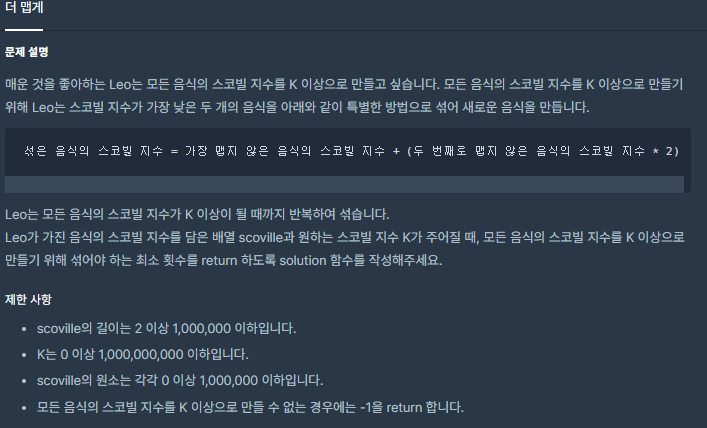 더 맵게
문제 설명
매운 것을 좋아하는 Leo는 모든 음식의 스코빌 지수를 K 이상으로 만들고 싶습니다. 모든 음식의 스코빌 지수를 K 이상으로 만들기
위해 Leo는 스코빌 지수가 가장 낮은 두 개의 음식을 아래와 같이 특별한 방법으로 섞어 새로운 음식을 만듭니다.
섞은 음식의 스코빌 지수 = 가장 맵지 않은 음식의 스코빌 지수 + (두 번째로 맵지 않은 음식의 스코빌 지수 * 2)
Leo는 모든 음식의 스코빌 지수가 K 이상이 될 때까지 반복하여 섞습니다.
Leo가 가진 음식의 스코빌 지수를 담은 배열 scoville과 원하는 스코빌 지수 K가 주어질 때, 모든 음식의 스코빌 지수를 K 이상으로
만들기 위해 섞어야 하는 최소 횟수를 return 하도록 solution 함수를 작성해주세요.
제한 사항
• scoville의 길이는 2 이상 1,000,000 이하입니다.
• K는 0 이상 1,000,000,000 이하입니다.
• scoville의 원소는 각각 0 이상 1,000,000 이하입니다.
• 모든 음식의 스코빌 지수를 K 이상으로 만들 수 없는 경우에는 -1을 return 합니다.